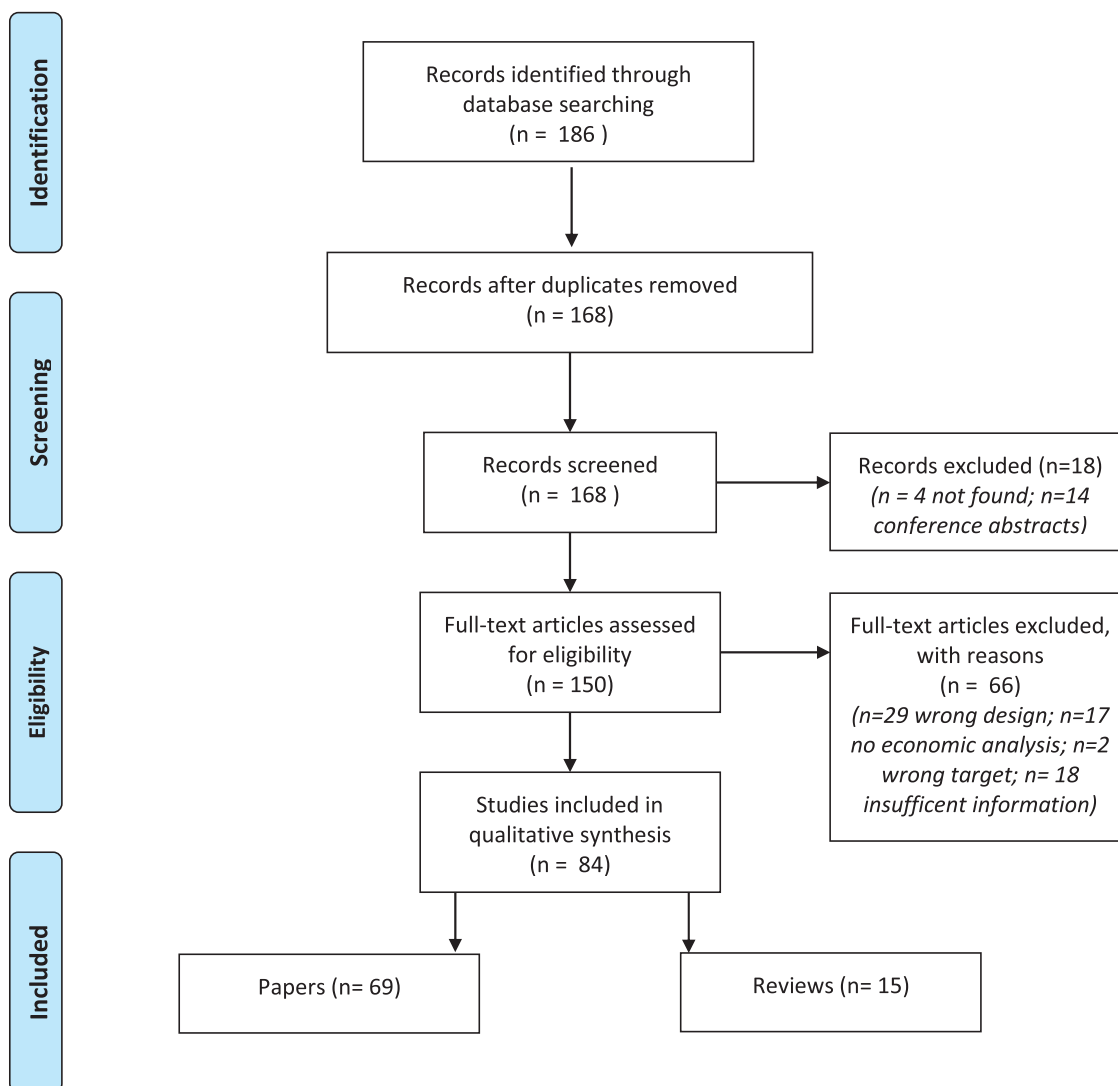 Identification
Records identified through
database searching
(n =  186 )
Records after duplicates removed
(n = 168)
Screening
Records screened
(n =  168 )
Records excluded (n=18)
(n = 4 not found; n=14
conference abstracts)
Eligibility
Full-text articles assessed
for eligibility
(n =  150)
Full-text articles excluded,
with reasons
(n =  66)
(n=29 wrong design; n=17
no economic analysis; n=2
wrong target; n= 18
insufficent information)
Studies included in
qualitative synthesis
(n =  84)
Included
Papers (n= 69)
Reviews (n= 15)